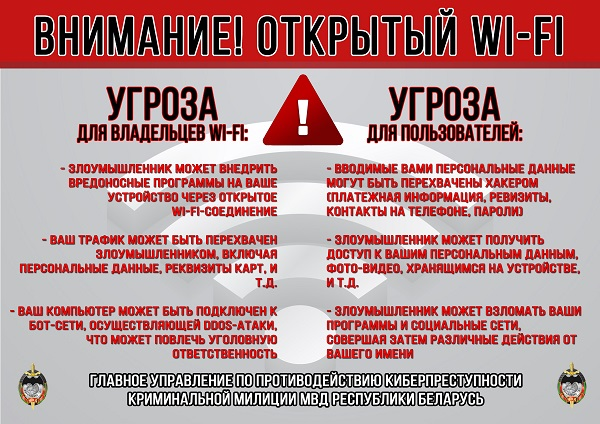 ВНИМАНИЕ! ОТКРЫТЫЙ WI-FI
УГРОЗА
ДЛЯ ВЛАДЕЛЬЦЕВ WI-FI:
- ЗЛОУМЫШЛЕННИК МОЖЕТ ВНЕДРИТЬ
ВРЕДОНОСНЫЕ ПРОГРАММЫ НА ВАШЕ
УСТРОЙСТВО ЧЕРЕЗ ОТКРЫТОЕ
WI-FI-СОЕДИНЕНИЕ
- ВАШ ТРАФИК МОЖЕТ БЫТЬ ПЕРЕХВАЧЕН
ЗЛОУМЫШЛЕННИКОМ, ВКЛЮЧАЯ
ПЕРСОНАЛЬНЫЕ ДАННЫЕ, РЕКВИЗИТЫ КАРТ, И
Т.Д.
- ВАШ КОМПЬЮТЕР МОЖЕТ БЫТЬ ПОДКЛЮЧЕН К
БОТ-СЕТИ, ОСУЩЕСТВЛЯЮЩЕЙ DDOS-АТАКИ,
ЧТО МОЖЕТ ПОВЛЕЧЬ УГОЛОВНУЮ
ОТВЕТСТВЕННОСТЬ
!
УГРОЗА
ДЛЯ ПОЛЬЗОВАТЕЛЕЙ:
- ВВОДИМЫЕ ВАМИ ПЕРСОНАЛЬНЫЕ ДАННЫЕ
МОГУТ БЫТЬ ПЕРЕХВАЧЕНЫ ХАКЕРОМ
(ПЛАТЕЖНАЯ ИНФОРМАЦИЯ, РЕВИЗИТЫ,
КОНТАКТЫ НА ТЕЛЕФОНЕ, ПАРОЛИ)
- ЗЛОУМЫШЛЕННИК МОЖЕТ ПОЛУЧИТЬ
ДОСТУП К ВАШИМ ПЕРСОНАЛЬНЫМ ДАННЫМ,
ФОТО-ВИДЕО, ХРАНЯЩИМСЯ НА УСТРОЙСТВЕ,
И Т.Д.
- ЗЛОУМЫШЛЕННИК МОЖЕТ ВЗЛОМАТЬ ВАШИ
ПРОГРАММЫ И СОЦИАЛЬНЫЕ СЕТИ,
СОВЕРШАЯ ЗАТЕМ РАЗЛИЧНЫЕ ДЕЙСТВИЯ ОТ
ВАШЕГО ИМЕНИ
ГЛАВНОЕ УПРАВЛЕНИЕ ПО ПРОТИВОДЕЙСТВИЮ КИБЕРПРЕСТУПНОСТИ
КРИМИНАЛЬНОЙ МИЛИЦИИ МВД РЕСПУБЛИКИ БЕЛАРУСЬ